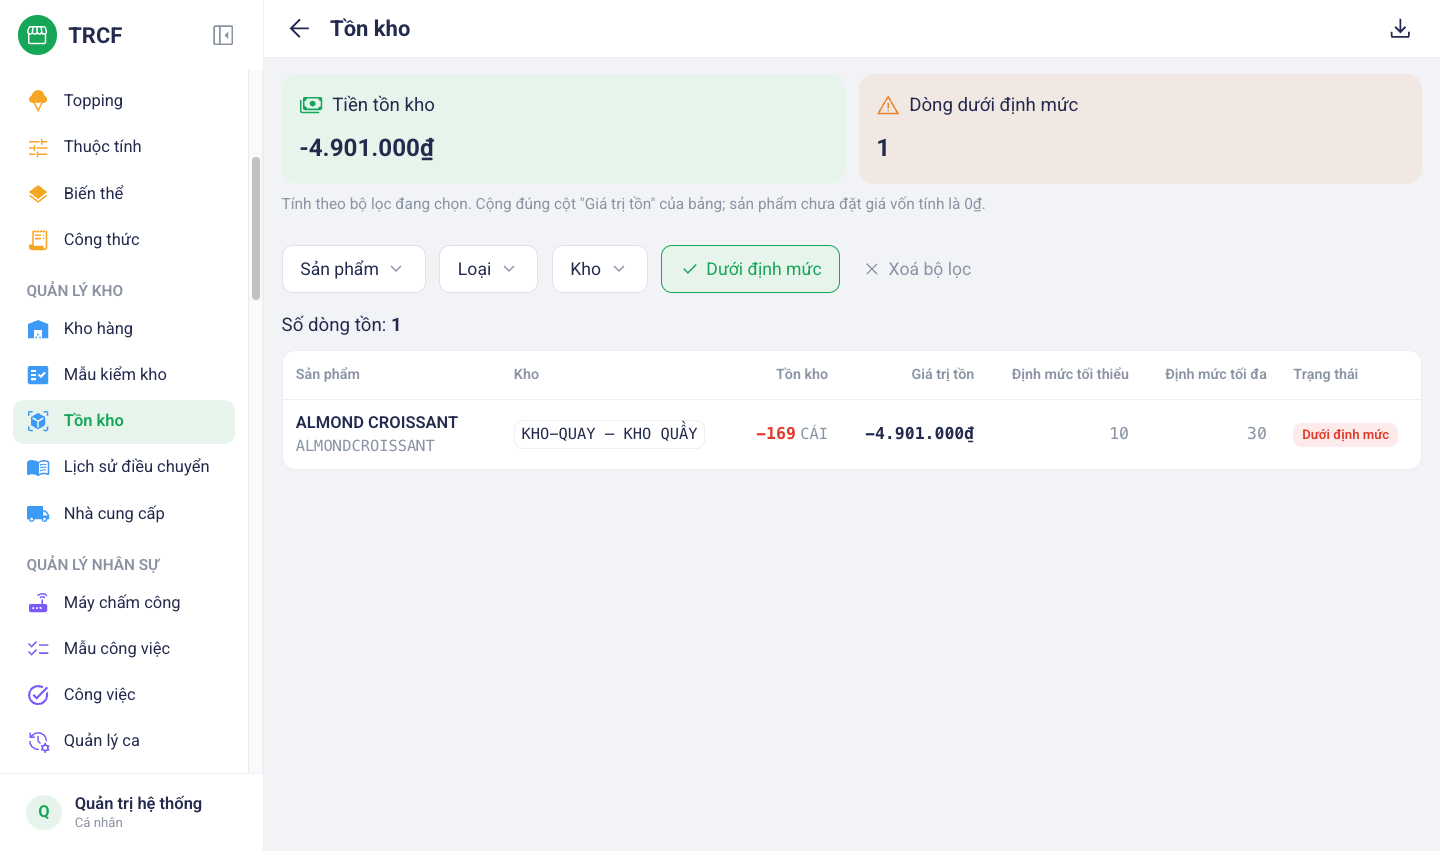 TRCF
Topping
Thuộc tính
Biến thể
Công thức
QUẢN LÝ KHO
Kho hàng
Mẫu kiểm kho
Tồn kho
Lịch sử điều chuyển
Nhà cung cấp
QUẢN LÝ NHÂN SỰ
Máy chấm công
Mẫu công việc
Công việc
Quản lý ca
Q
Quản trị hệ thống
Cá nhân
Tồn kho
Tiền tồn kho
-4.901.000₫
Dòng dưới định mức
1
Tính theo bộ lọc đang chọn. Cộng đúng cột "Giá trị tồn" của bảng; sản phẩm chưa đặt giá vốn tính là 0₫.
Sản phẩm Loại Kho Dưới định mức Xoá bộ lọc
Số dòng tồn: 1
Sản phẩm Kho Tồn kho Giá trị tồn Định mức tối thiểu Định mức tối đa Trạng thái
ALMOND CROISSANT
ALMONDCROISSANT
KHO–QUAY — KHO QUẦY −169 CÁI −4.901.000₫ 10 30 Dưới định mức